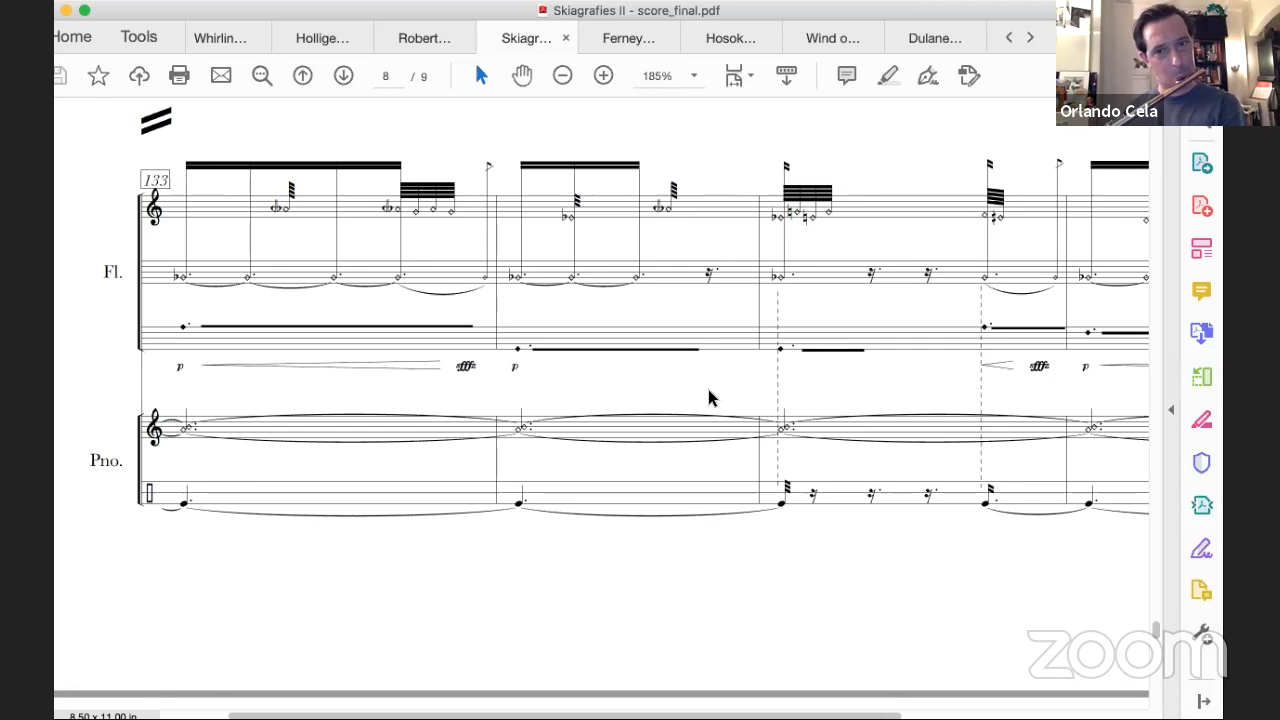 Skiagrafies II - score_final.pdf
Home Tools Whirlin... Hollige... Robert... Skiagr... × Ferney... Hosok... Wind o... Dulane...
8 / 9 185%
Orlando Cela
133
Fl.
p p p
Pno.
zoom
8.50 x 11.00 in